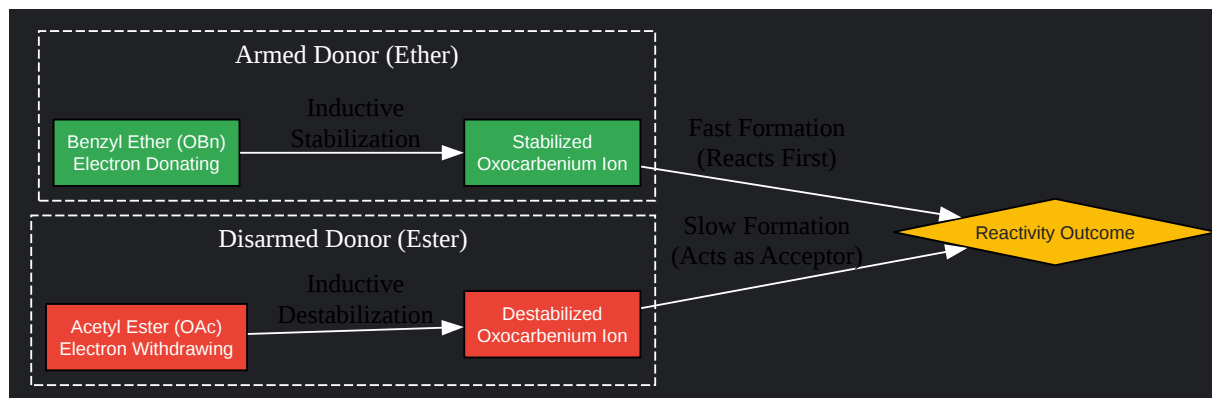 Armed Donor (Ether)
Benzyl Ether (OBn)
Electron Donating
Inductive
Stabilization
Stabilized
Oxocarbenium Ion
Fast Formation
(Reacts First)
Disarmed Donor (Ester)
Acetyl Ester (OAc)
Electron Withdrawing
Inductive
Destabilization
Destabilized
Oxocarbenium Ion
Slow Formation
(Acts as Acceptor)
Reactivity Outcome